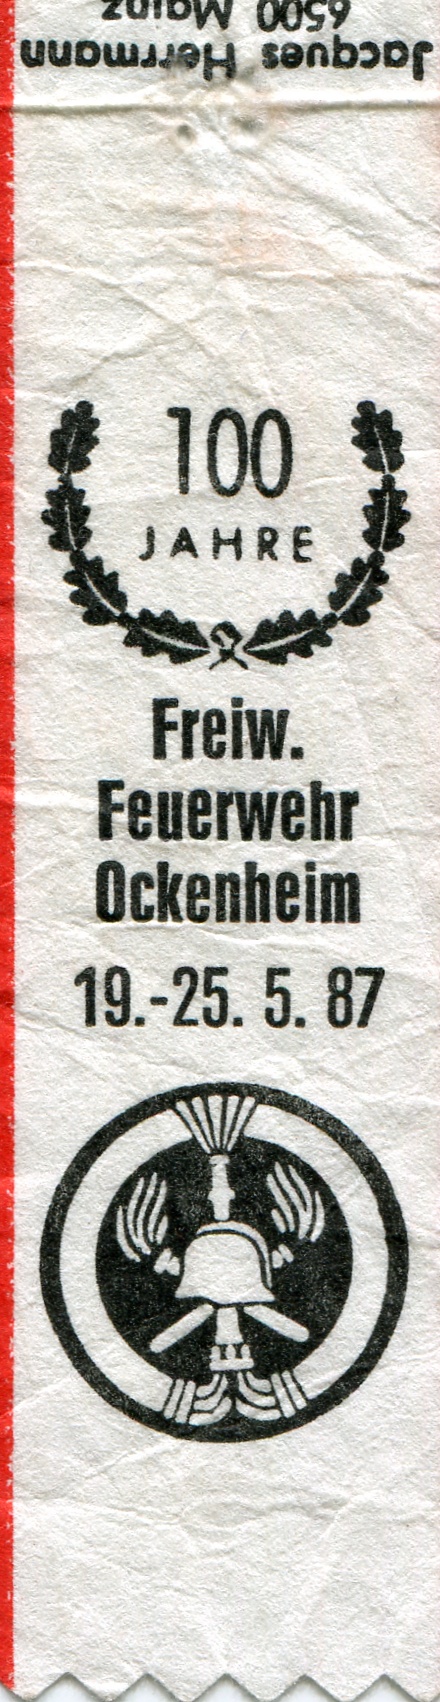 Jacques Herrmann
6500 Mainz
100
JAHRE
Freiw.
Feuerwehr
Ockenheim
19.-25. 5. 87